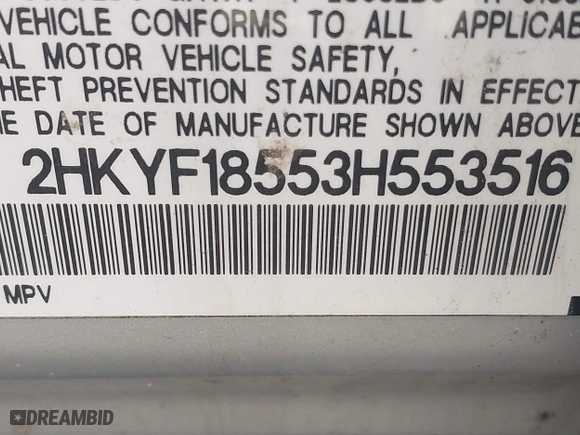 VEHICLE CONFORMS TO ALL APPLICAB
AL MOTOR VEHICLE SAFETY,
HEFT PREVENTION STANDARDS IN EFFECT
HE DATE OF MANUFACTURE SHOWN ABOVE
2HKYF18553H553516
MPV
DREAMBID